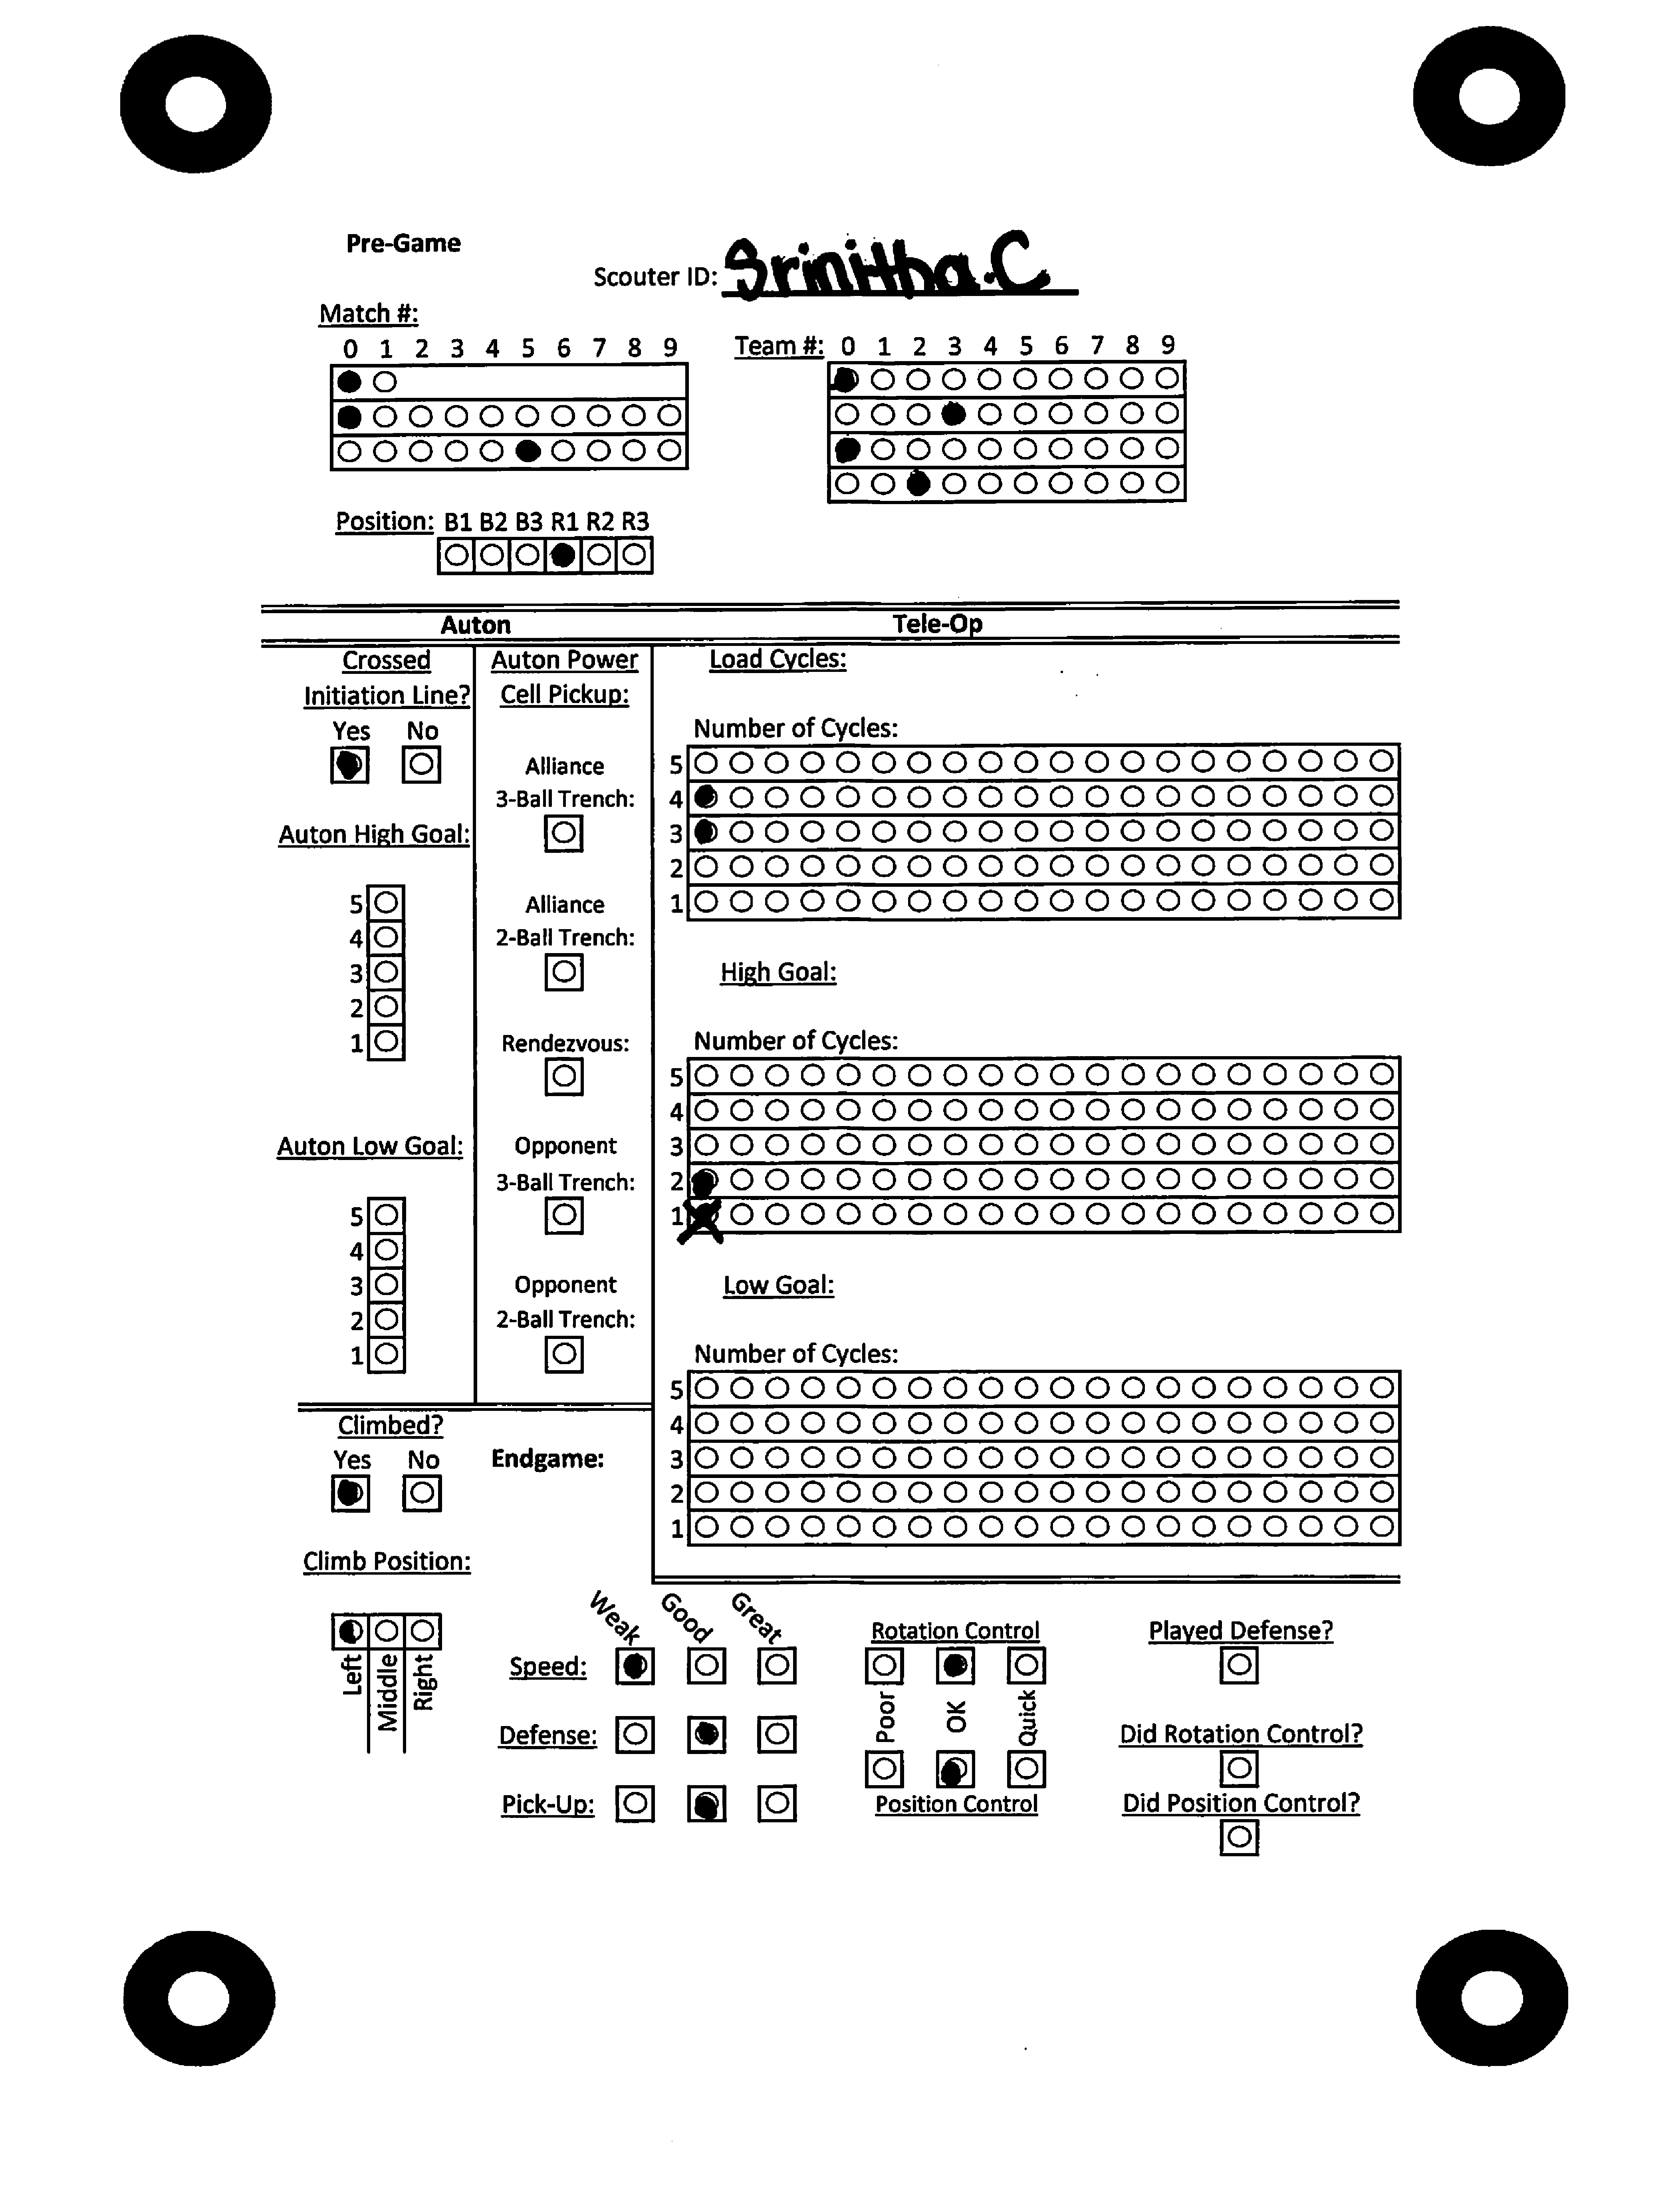 Pre-Game
Scouter ID: Srinitha.C
Match #:
0 1 2 3 4 5 6 7 8 9
Team #: 0 1 2 3 4 5 6 7 8 9
Position: B1 B2 B3 R1 R2 R3
Auton
Tele-Op
Crossed
Initiation Line?
Yes No
Auton High Goal:
5
4
3
2
1
Auton Low Goal:
5
4
3
2
1
Auton Power
Cell Pickup:
Alliance
3-Ball Trench:
Alliance
2-Ball Trench:
Rendezvous:
Opponent
3-Ball Trench:
Opponent
2-Ball Trench:
Load Cycles:
Number of Cycles:
5
4
3
2
1
High Goal:
Number of Cycles:
5
4
3
2
1
Low Goal:
Number of Cycles:
5
4
3
2
1
Climbed?
Yes No
Endgame:
Climb Position:
Left
Middle
Right
Weak
Good
Great
Speed:
Defense:
Pick-Up:
Rotation Control
Poor
OK
Quick
Position Control
Played Defense?
Did Rotation Control?
Did Position Control?